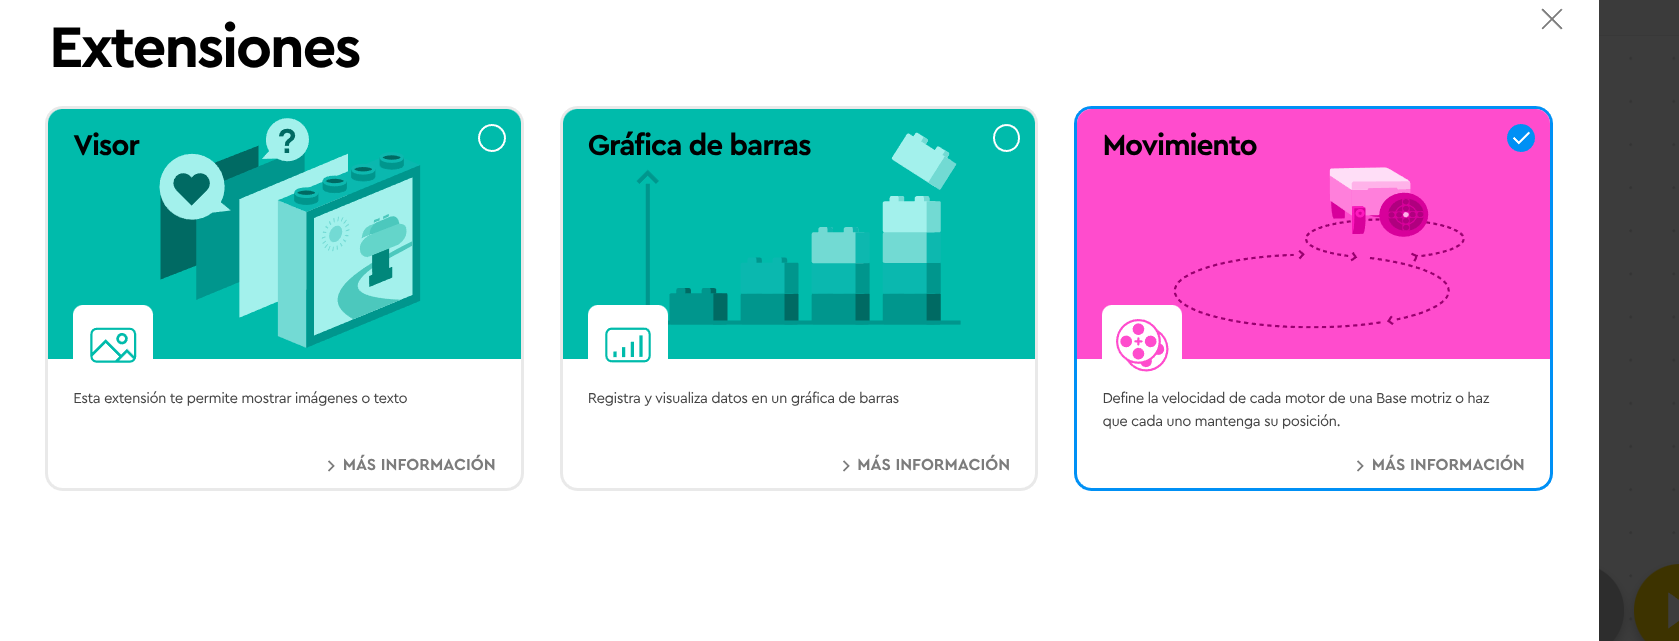 Extensiones
Visor
?
Esta extensión te permite mostrar imágenes o texto
MÁS INFORMACIÓN
Gráfica de barras
Registra y visualiza datos en un gráfica de barras
MÁS INFORMACIÓN
Movimiento
Define la velocidad de cada motor de una Base motriz o haz
que cada uno mantenga su posición.
MÁS INFORMACIÓN